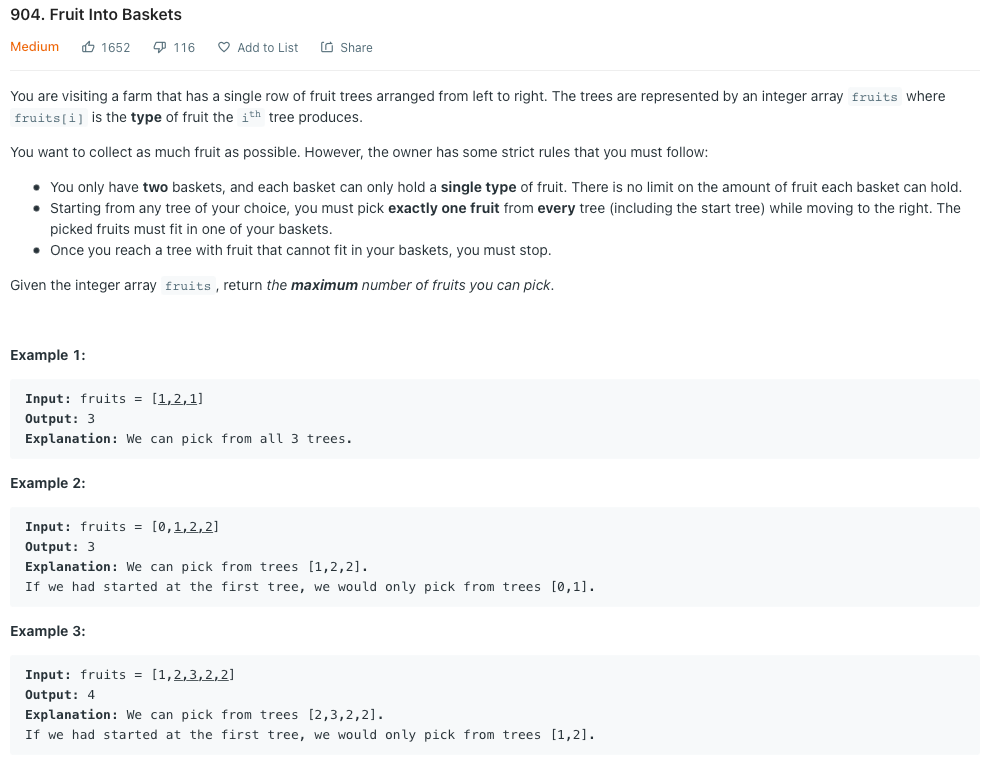 904. Fruit Into Baskets
Medium 1652 116 Add to List Share
You are visiting a farm that has a single row of fruit trees arranged from left to right. The trees are represented by an integer array fruits where
fruits[i] is the type of fruit the ith tree produces.
You want to collect as much fruit as possible. However, the owner has some strict rules that you must follow:
• You only have two baskets, and each basket can only hold a single type of fruit. There is no limit on the amount of fruit each basket can hold.
• Starting from any tree of your choice, you must pick exactly one fruit from every tree (including the start tree) while moving to the right. The
picked fruits must fit in one of your baskets.
• Once you reach a tree with fruit that cannot fit in your baskets, you must stop.
Given the integer array fruits , return the maximum number of fruits you can pick.
Example 1:
Input: fruits = [1,2,1]
Output: 3
Explanation: We can pick from all 3 trees.
Example 2:
Input: fruits = [0,1,2,2]
Output: 3
Explanation: We can pick from trees [1,2,2].
If we had started at the first tree, we would only pick from trees [0,1].
Example 3:
Input: fruits = [1,2,3,2,2]
Output: 4
Explanation: We can pick from trees [2,3,2,2].
If we had started at the first tree, we would only pick from trees [1,2].